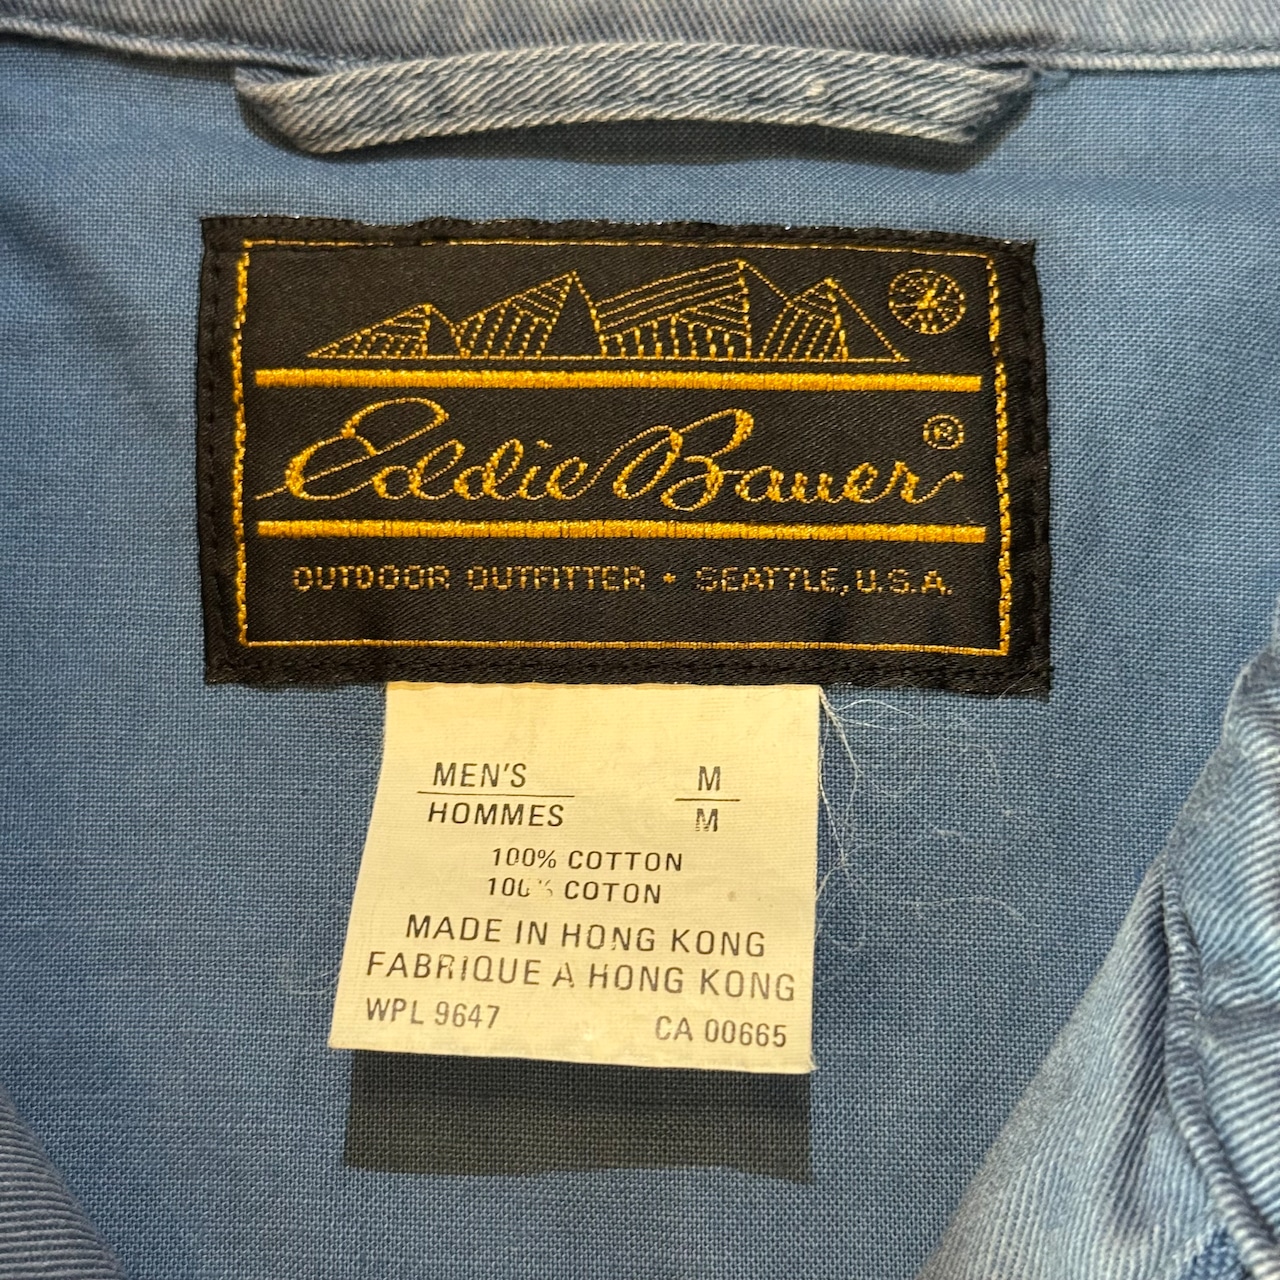 Eddie Bauer ®
OUTDOOR OUTFITTER • SEATTLE, U.S.A.
MEN'S M
HOMMES M
100% COTTON
100% COTON
MADE IN HONG KONG
FABRIQUE A HONG KONG
WPL 9647 CA 00665